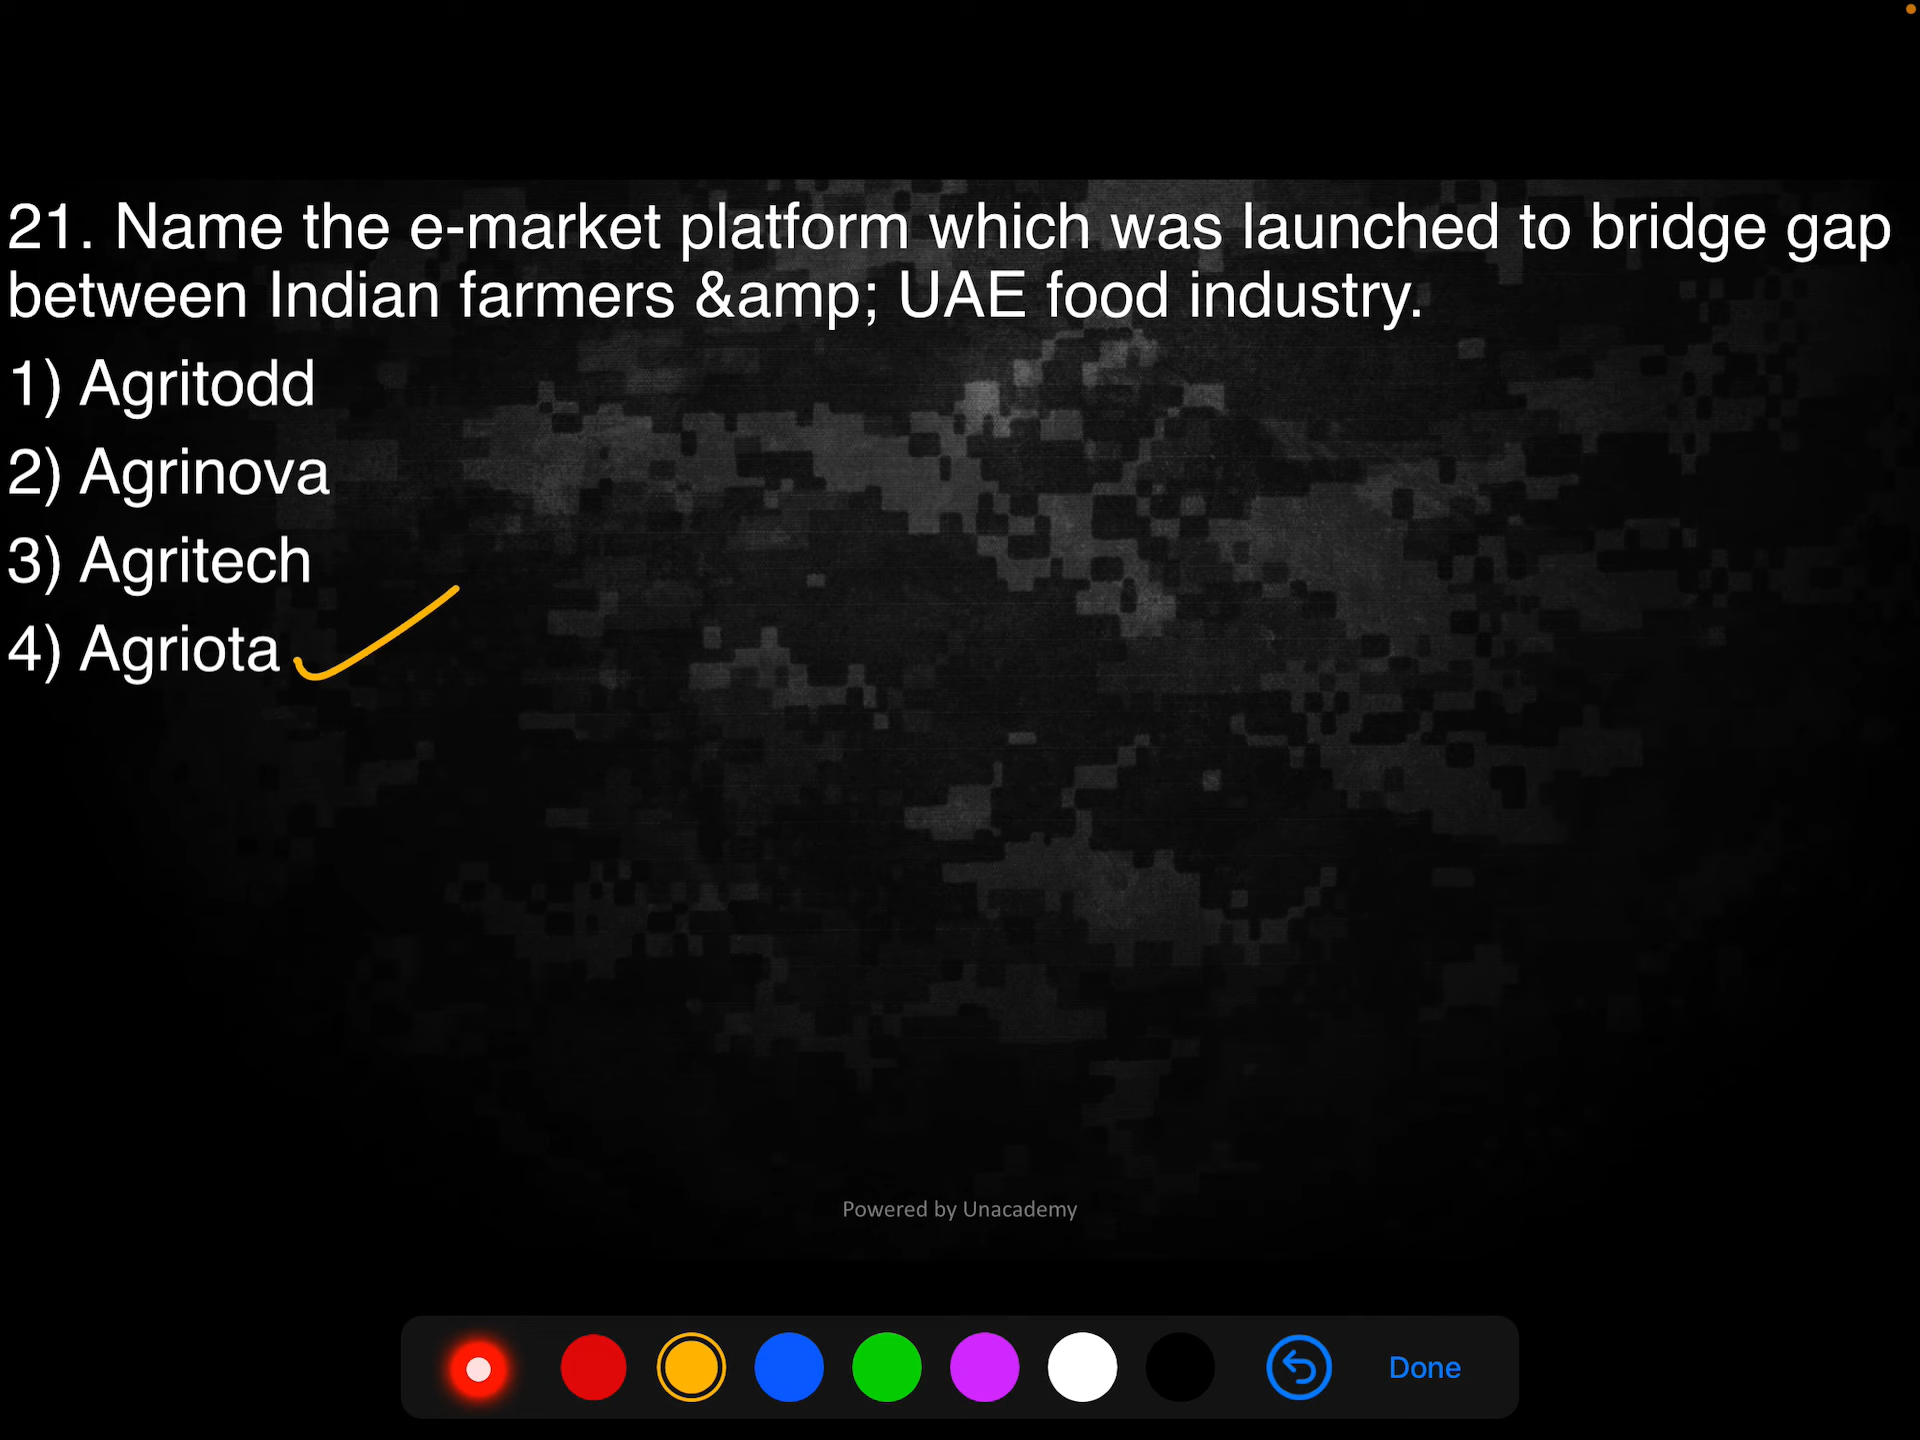 21. Name the e-market platform which was launched to bridge gap
between Indian farmers &amp; UAE food industry.
1) Agritodd
2) Agrinova
3) Agritech
4) Agriota
Powered by Unacademy
Done